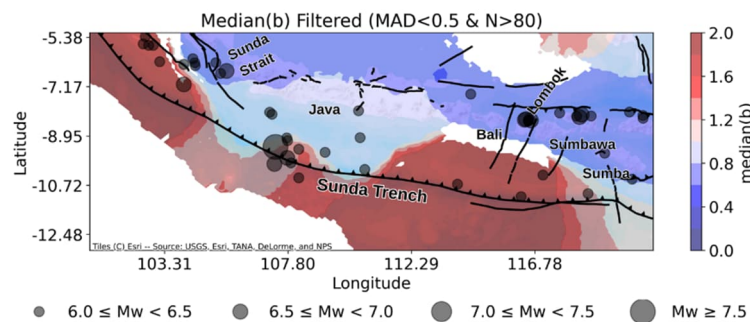 Median(b) Filtered (MAD<0.5 & N>80)
-5.38
-7.17
-8.95
-10.72
-12.48
Latitude
Sunda
Strait
Java
Bali
Lombok
Sumbawa
Sumba
Sunda Trench
Tiles (C) Esri -- Source: USGS, Esri, TANA, DeLorme, and NPS
103.31 107.80 112.29 116.78
Longitude
2.0
1.6
1.2
0.8
0.4
0.0
median(b)
6.0 ≤ Mw < 6.5 6.5 ≤ Mw < 7.0 7.0 ≤ Mw < 7.5 Mw ≥ 7.5